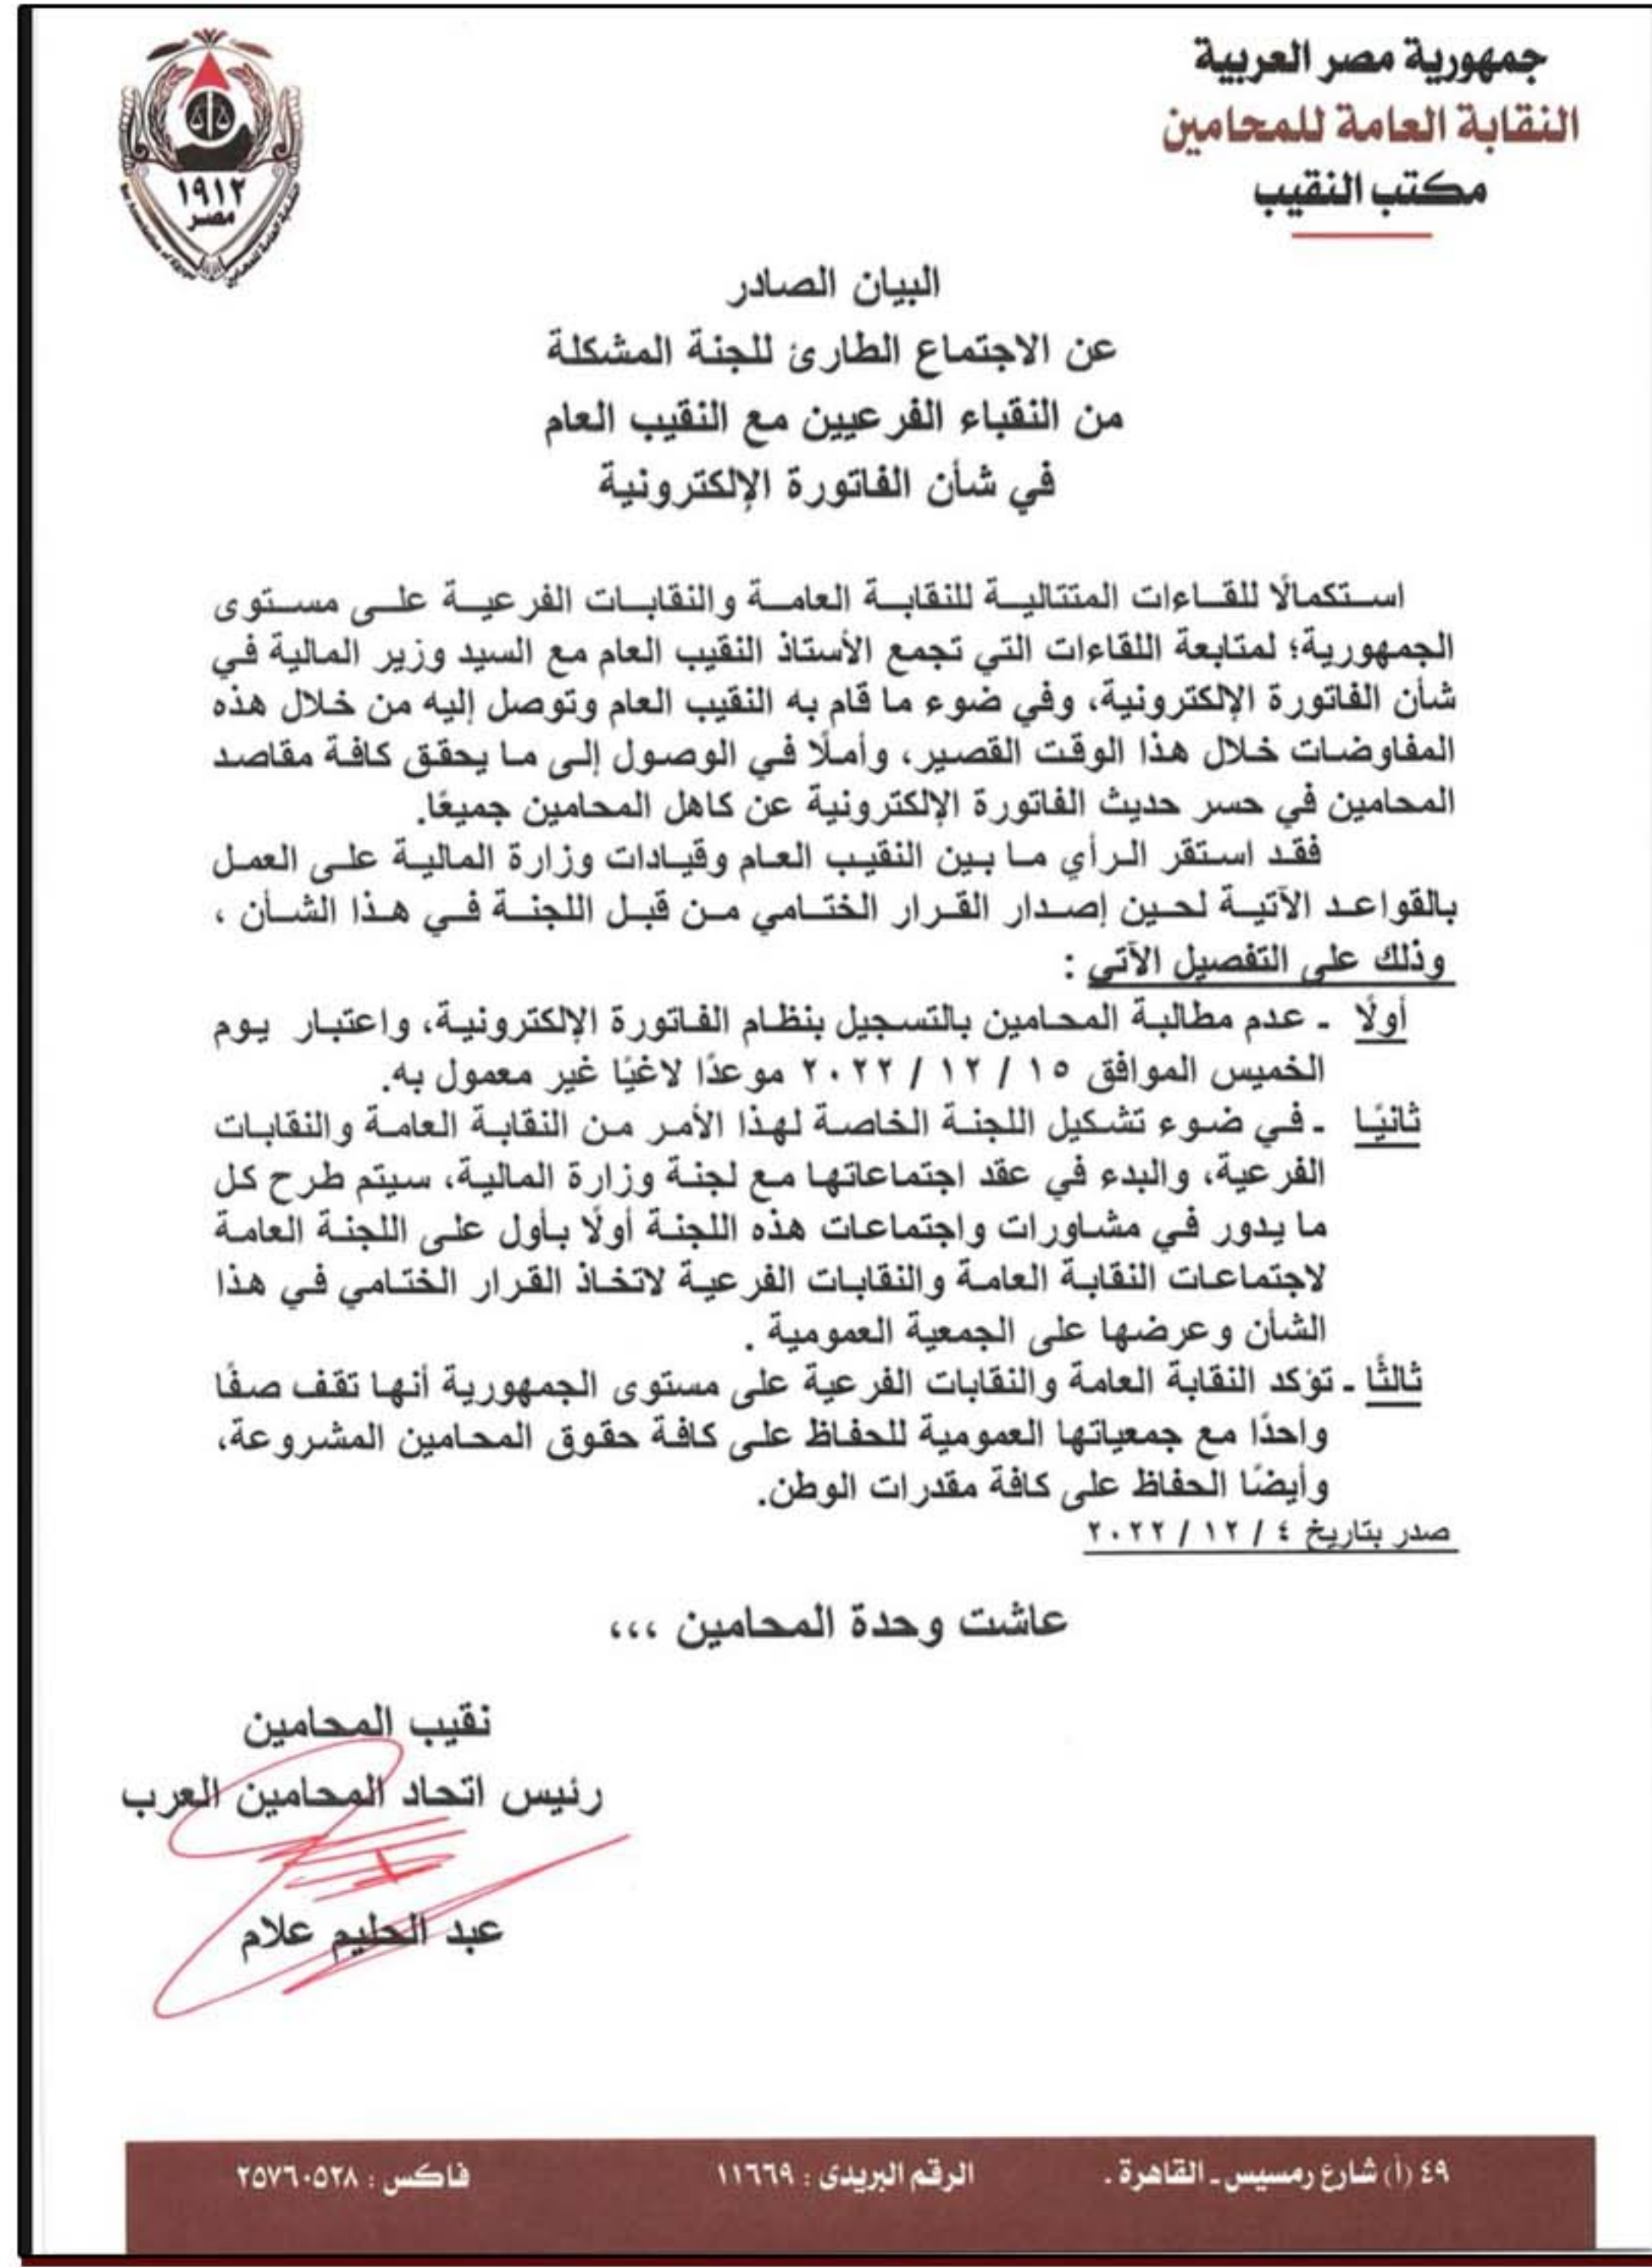 جمهورية مصر العربية
النقابة العامة للمحامين
مكتب النقيب
١٩١٢
مصر
البيان الصادر
عن الاجتماع الطارئ للجنة المشكلة
من النقباء الفرعيين مع النقيب العام
في شأن الفاتورة الإلكترونية
استكمالًا للقاءات المتتالية للنقابة العامة والنقابات الفرعية على مستوى
الجمهورية؛ لمتابعة اللقاءات التي تجمع الأستاذ النقيب العام مع السيد وزير المالية في
شأن الفاتورة الإلكترونية، وفي ضوء ما قام به النقيب العام وتوصل إليه من خلال هذه
المفاوضات خلال هذا الوقت القصير، وأملًا في الوصول إلى ما يحقق كافة مقاصد
المحامين في حسر حديث الفاتورة الإلكترونية عن كاهل المحامين جميعًا.
فقد استقر الرأي ما بين النقيب العام وقيادات وزارة المالية على العمل
بالقواعد الآتية لحين إصدار القرار الختامي من قبل اللجنة في هذا الشأن ،
وذلك على التفصيل الآتي :
أولًا ـ عدم مطالبة المحامين بالتسجيل بنظام الفاتورة الإلكترونية، واعتبار يوم
الخميس الموافق ١٥ / ١٢ / ٢٠٢٢ موعدًا لاغيًا غير معمول به.
ثانيًا ـ في ضوء تشكيل اللجنة الخاصة لهذا الأمر من النقابة العامة والنقابات
الفرعية، والبدء في عقد اجتماعاتها مع لجنة وزارة المالية، سيتم طرح كل
ما يدور في مشاورات واجتماعات هذه اللجنة أولًا بأول على اللجنة العامة
لاجتماعات النقابة العامة والنقابات الفرعية لاتخاذ القرار الختامي في هذا
الشأن وعرضها على الجمعية العمومية .
ثالثًا ـ تؤكد النقابة العامة والنقابات الفرعية على مستوى الجمهورية أنها تقف صفًا
واحدًا مع جمعياتها العمومية للحفاظ على كافة حقوق المحامين المشروعة،
وأيضًا الحفاظ على كافة مقدرات الوطن.
صدر بتاريخ ٤ / ١٢ / ٢٠٢٢
عاشت وحدة المحامين ،،،
نقيب المحامين
رئيس اتحاد المحامين العرب
عبد الحليم علام
٤٩ (أ) شارع رمسيس ـ القاهرة . الرقم البريدى : ١١٦٦٩ فاكس : ٢٥٧٦٠٥٢٨